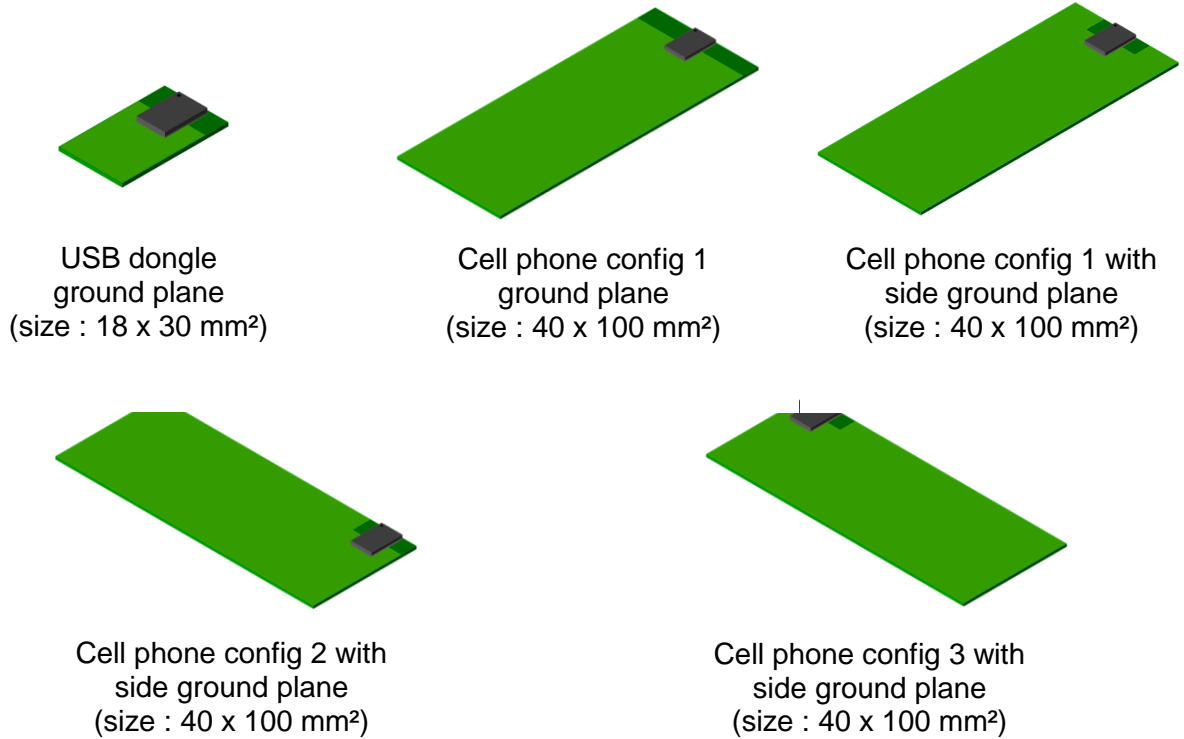 USB dongle
ground plane
(size : 18 x 30 mm²)
Cell phone config 1
ground plane
(size : 40 x 100 mm²)
Cell phone config 1 with
side ground plane
(size : 40 x 100 mm²)
Cell phone config 2 with
side ground plane
(size : 40 x 100 mm²)
Cell phone config 3 with
side ground plane
(size : 40 x 100 mm²)